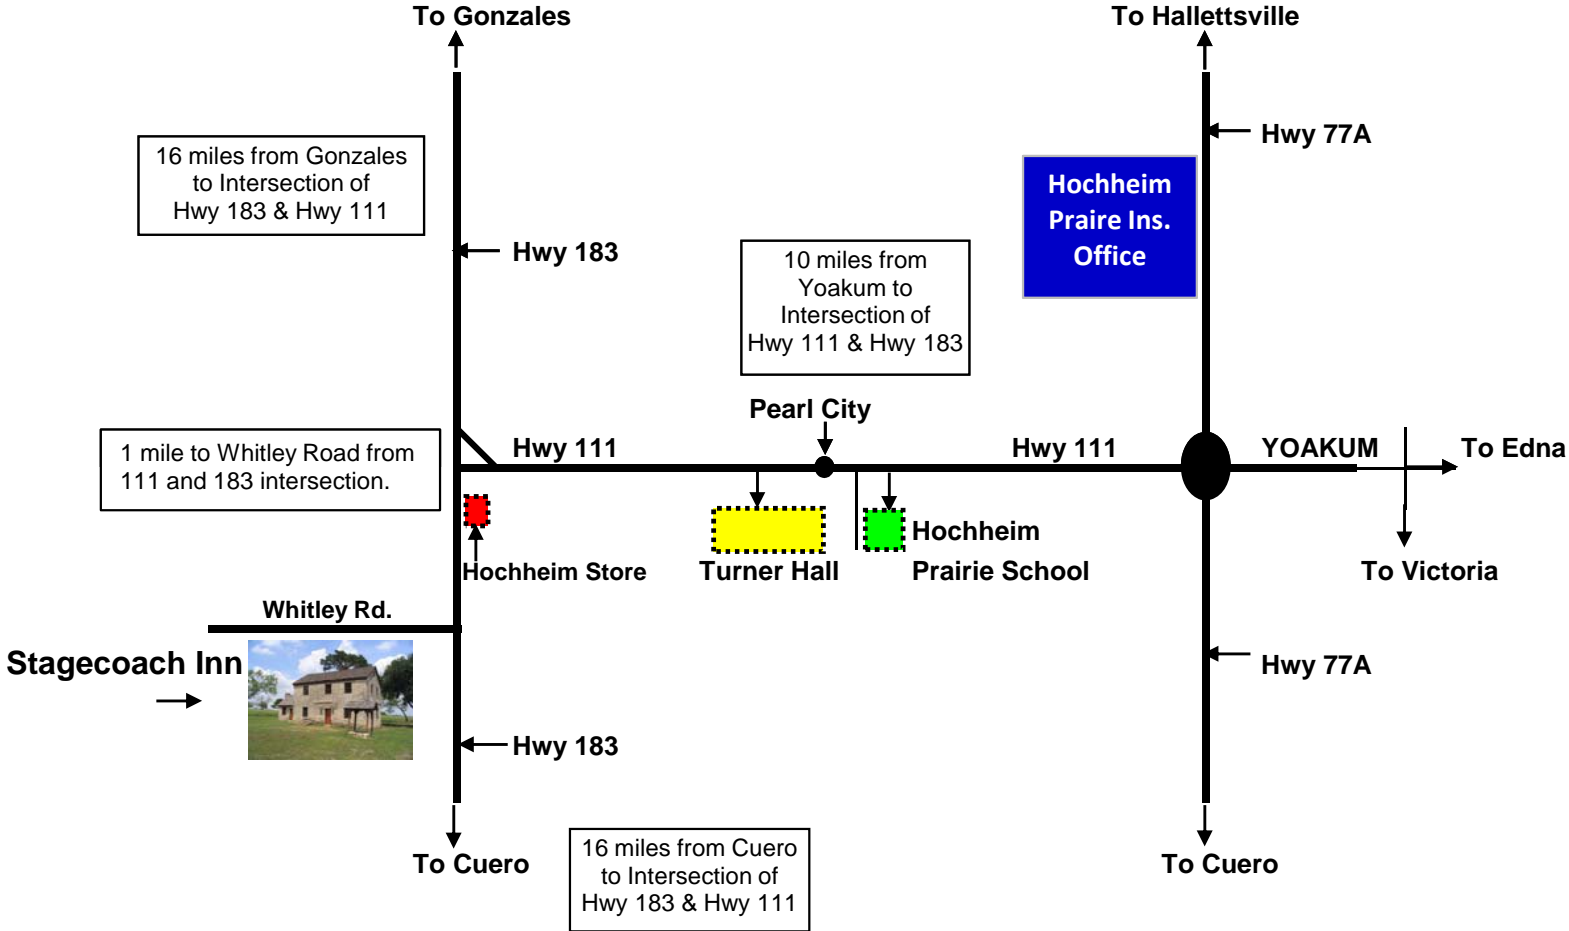 To Gonzales
To Hallettsville
Hwy 77A
16 miles from Gonzales
to Intersection of
Hwy 183 & Hwy 111
Hochheim
Praire Ins.
Office
Hwy 183
10 miles from
Yoakum to
Intersection of
Hwy 111 & Hwy 183
Pearl City
1 mile to Whitley Road from
111 and 183 intersection.
Hwy 111
Hwy 111
YOAKUM
To Edna
Hochheim Store
Turner Hall
Hochheim
Prairie School
To Victoria
Whitley Rd.
Stagecoach Inn
Hwy 77A
Hwy 183
To Cuero
16 miles from Cuero
to Intersection of
Hwy 183 & Hwy 111
To Cuero